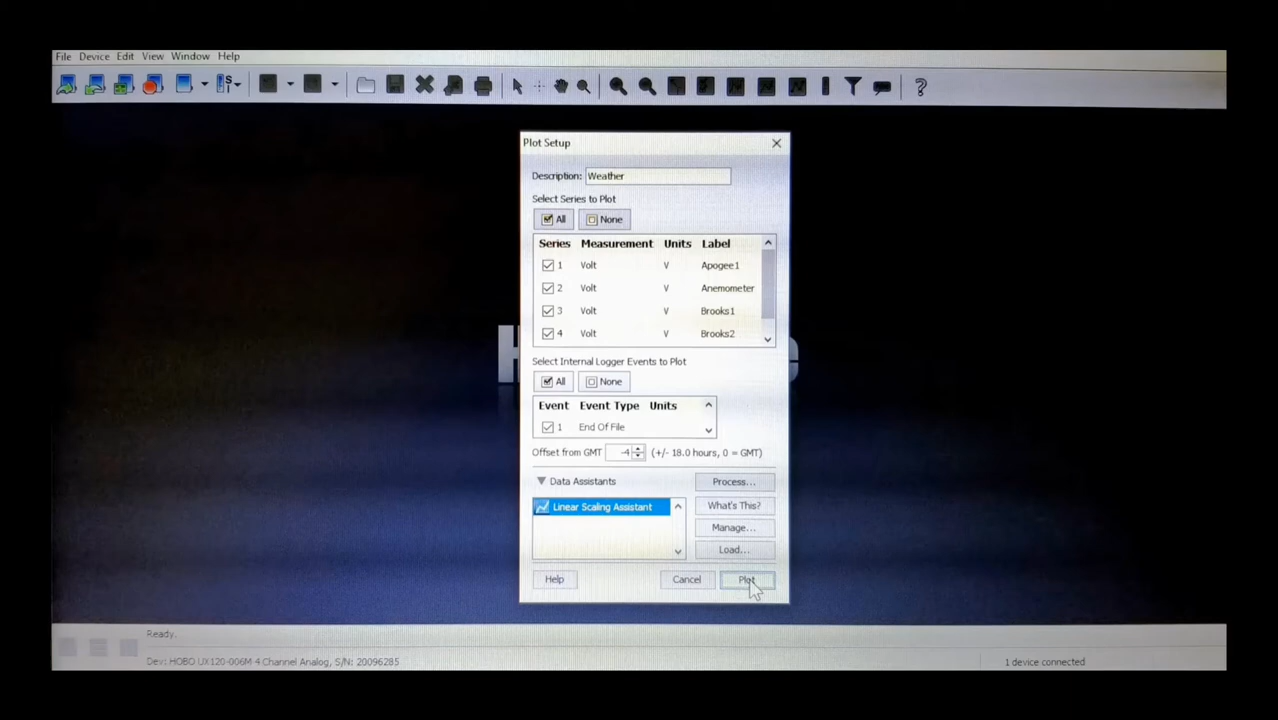 File Device Edit View Window Help
Plot Setup
Description: Weather
Select Series to Plot
All None
Series Measurement Units Label
1 Volt V Apogee1
2 Volt V Anemometer
3 Volt V Brooks1
4 Volt V Brooks2
Select Internal Logger Events to Plot
All None
Event Event Type Units
1 End Of File
Offset from GMT -4 (+/- 18.0 hours, 0 = GMT)
Data Assistants Process...
Linear Scaling Assistant What's This?
Manage...
Load...
Help Cancel Plot
Ready.
Dev: HOBO UX120-006M 4 Channel Analog, S/N: 20096285 1 device connected